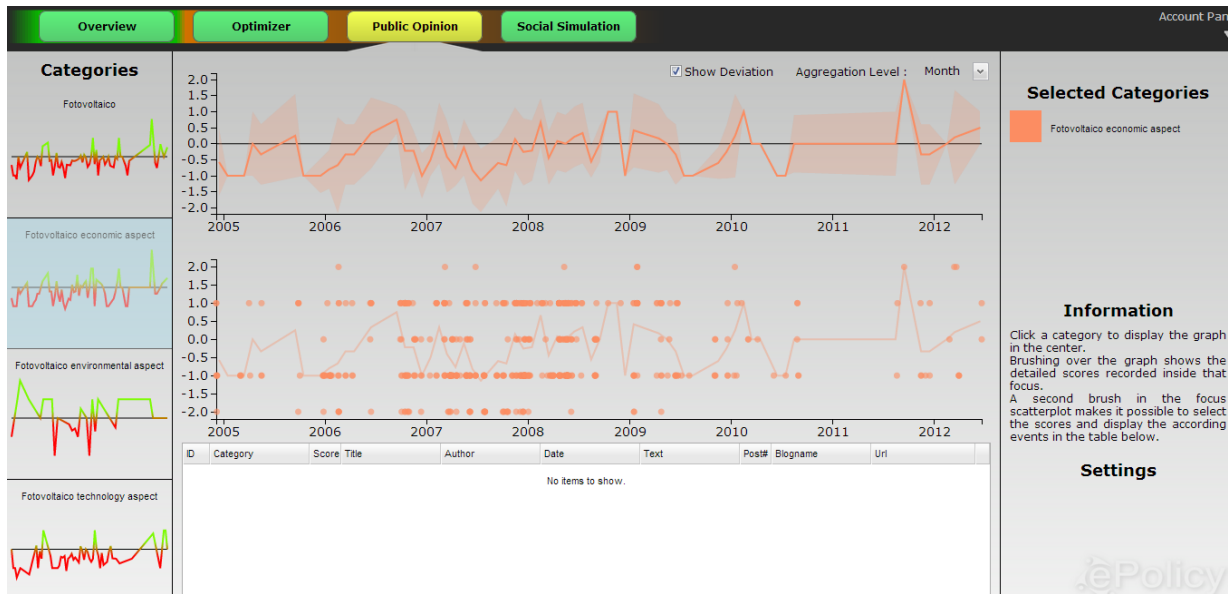 Overview
Optimizer
Public Opinion
Social Simulation
Account Pan
Categories
Fotovoltaico
Fotovoltaico economic aspect
Fotovoltaico environmental aspect
Fotovoltaico technology aspect
Show Deviation Aggregation Level : Month
2.0
1.5
1.0
0.5
0.0
-0.5
-1.0
-1.5
-2.0
2005 2006 2007 2008 2009 2010 2011 2012
2.0
1.5
1.0
0.5
0.0
-0.5
-1.0
-1.5
-2.0
2005 2006 2007 2008 2009 2010 2011 2012
ID Category Score Title Author Date Text Post# Blogname Url
No items to show.
Selected Categories
Fotovoltaico economic aspect
Information
Click a category to display the graph
in the center.
Brushing over the graph shows the
detailed scores recorded inside that
focus.
A second brush in the focus
scatterplot makes it possible to select
the scores and display the according
events in the table below.
Settings
ePolicy